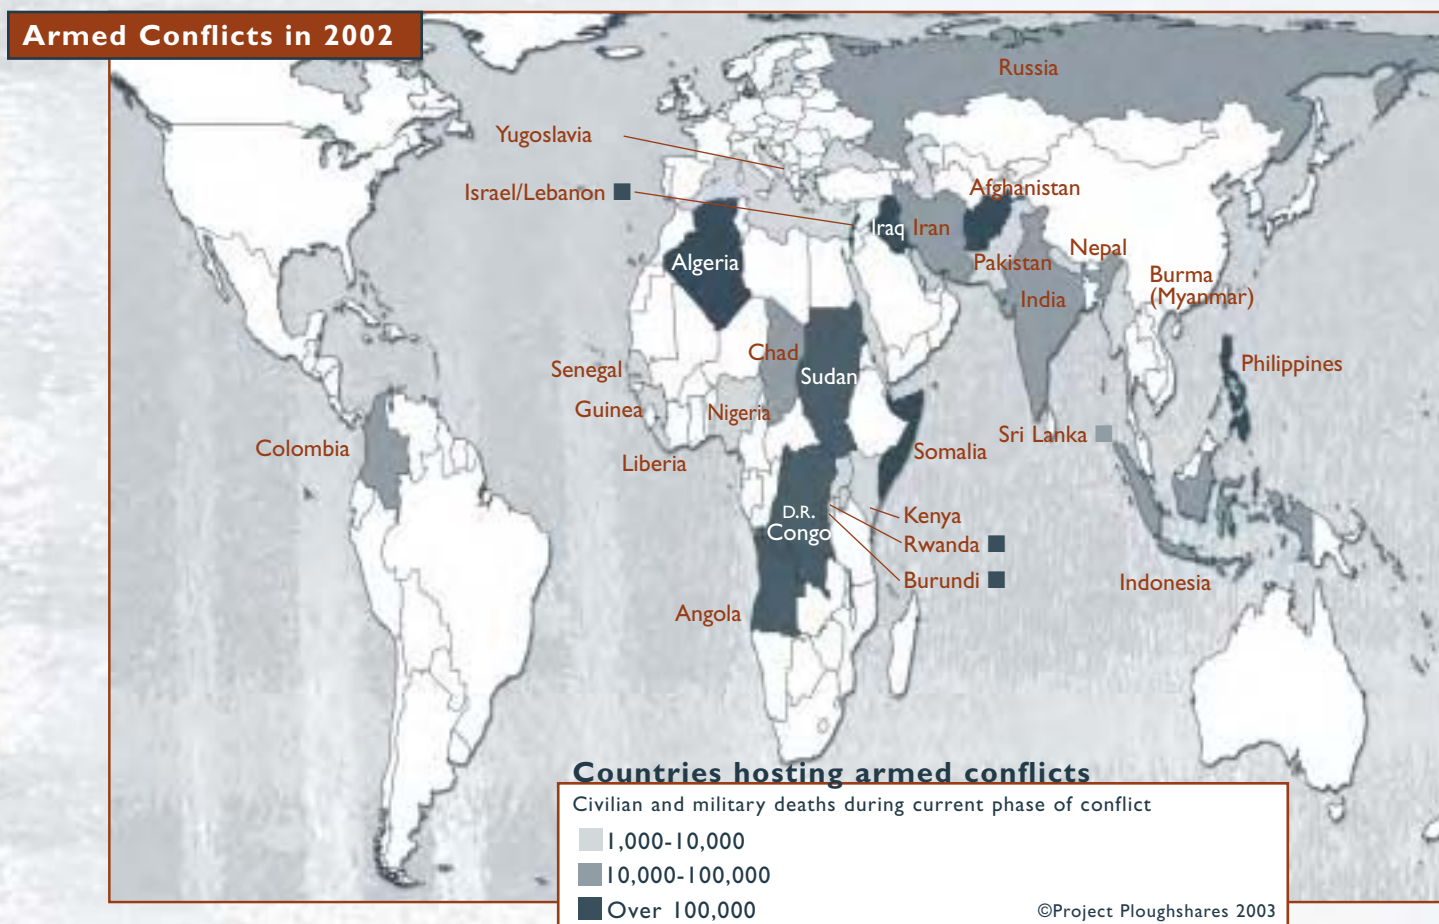 Armed Conflicts in 2002
Russia
Yugoslavia
Israel/Lebanon
Afghanistan
Iraq
Iran
Algeria
Pakistan
Nepal
India
Burma
(Myanmar)
Chad
Sudan
Senegal
Guinea
Nigeria
Philippines
Colombia
Liberia
Somalia
Sri Lanka
D.R.
Congo
Kenya
Rwanda
Burundi
Indonesia
Angola
Countries hosting armed conflicts
Civilian and military deaths during current phase of conflict
1,000-10,000
10,000-100,000
Over 100,000
©Project Ploughshares 2003